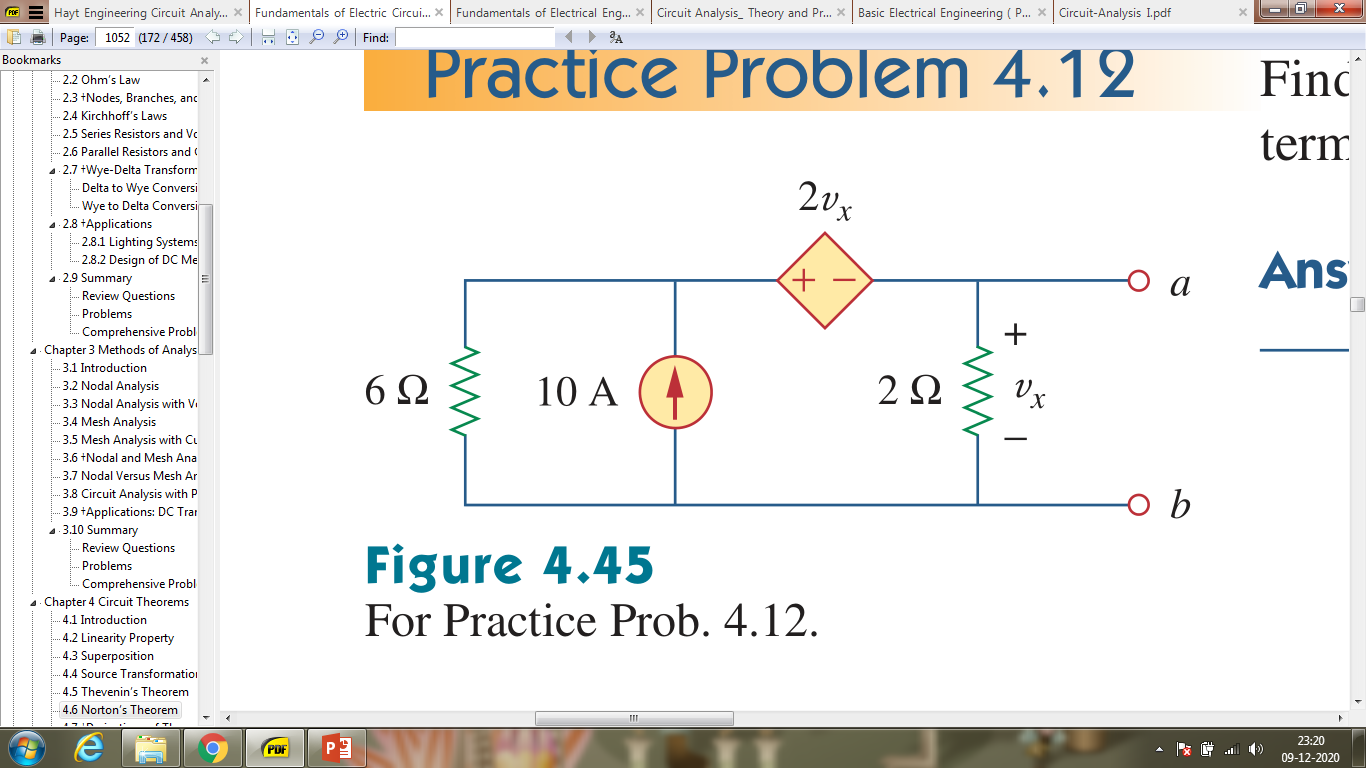 Hayt Engineering Circuit Analy...
Fundamentals of Electric Circui...
Fundamentals of Electrical Eng...
Circuit Analysis_ Theory and Pr...
Basic Electrical Engineering ( P...
Circuit-Analysis I.pdf
Page: 1052 (172 / 458)
Find:
Bookmarks
2.2 Ohm's Law
2.3 †Nodes, Branches, and
2.4 Kirchhoff's Laws
2.5 Series Resistors and Vo
2.6 Parallel Resistors and
2.7 †Wye-Delta Transform
Delta to Wye Conversi
Wye to Delta Conversi
2.8 †Applications
2.8.1 Lighting Systems
2.8.2 Design of DC Me
2.9 Summary
Review Questions
Problems
Comprehensive Probl
Chapter 3 Methods of Analys
3.1 Introduction
3.2 Nodal Analysis
3.3 Nodal Analysis with V
3.4 Mesh Analysis
3.5 Mesh Analysis with Cu
3.6 †Nodal and Mesh Ana
3.7 Nodal Versus Mesh Ar
3.8 Circuit Analysis with P
3.9 †Applications: DC Trar
3.10 Summary
Review Questions
Problems
Comprehensive Probl
Chapter 4 Circuit Theorems
4.1 Introduction
4.2 Linearity Property
4.3 Superposition
4.4 Source Transformation
4.5 Thevenin's Theorem
4.6 Norton's Theorem
Practice Problem 4.12
Find
term
Ans
2vx
+ −
a
+
6 Ω
10 A
2 Ω
vx
−
b
Figure 4.45
For Practice Prob. 4.12.
PDF
23:20
09-12-2020